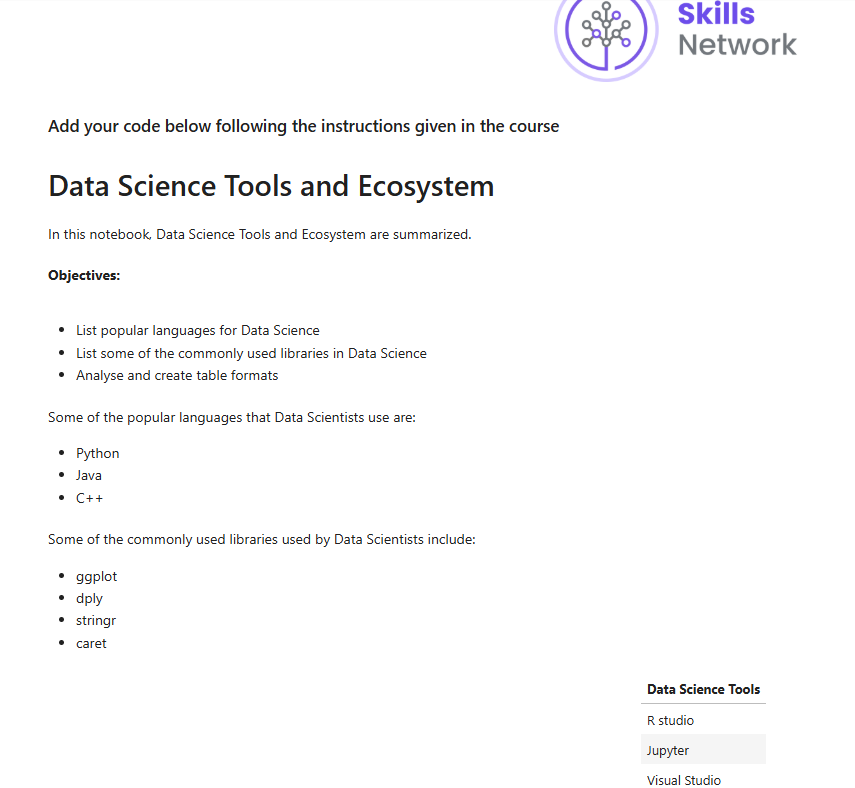 Skills
Network
Add your code below following the instructions given in the course
Data Science Tools and Ecosystem
In this notebook, Data Science Tools and Ecosystem are summarized.
Objectives:
List popular languages for Data Science
List some of the commonly used libraries in Data Science
Analyse and create table formats
Some of the popular languages that Data Scientists use are:
Python
Java
C++
Some of the commonly used libraries used by Data Scientists include:
ggplot
dply
stringr
caret
Data Science Tools
R studio
Jupyter
Visual Studio